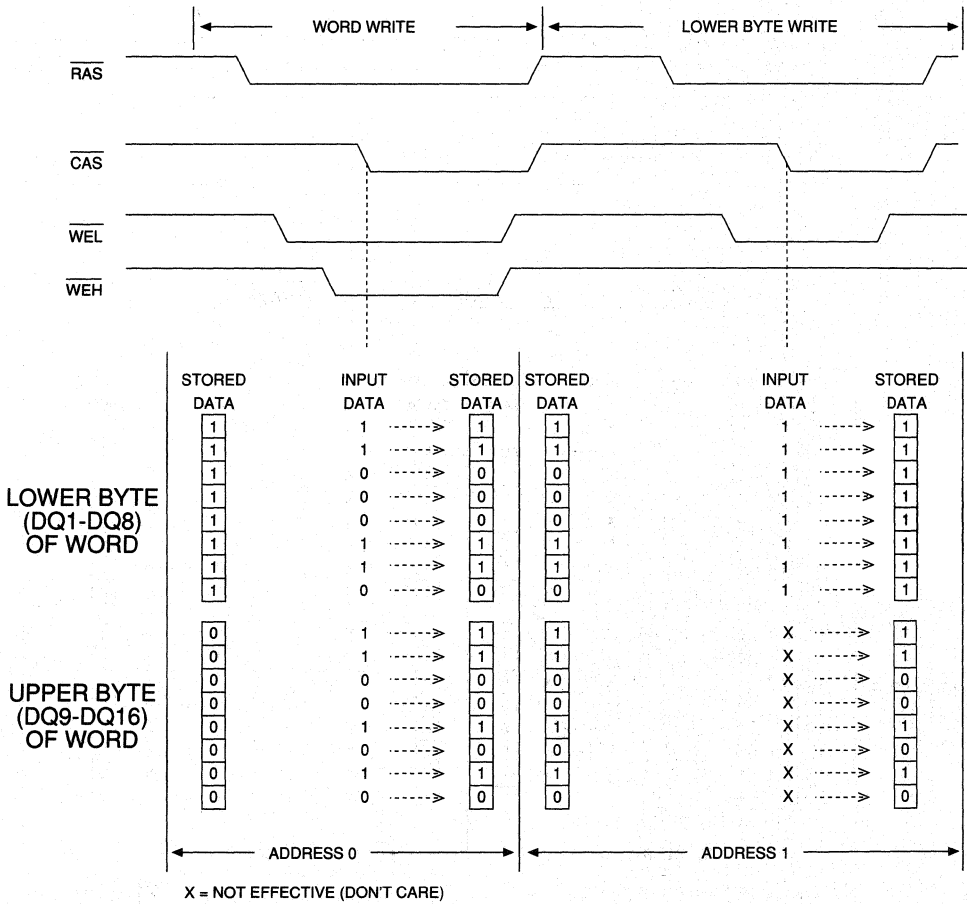 WORD WRITE LOWER BYTE WRITE
RAS
CAS
WEL
WEH
STORED INPUT STORED STORED INPUT STORED
DATA DATA DATA DATA DATA DATA
1 1 1 1 1 1
1 1 1 1 1 1
1 0 0 0 1 1
1 0 0 0 1 1
1 0 0 0 1 1
1 1 1 1 1 1
1 1 1 1 1 1
1 0 0 0 1 1
LOWER BYTE
(DQ1-DQ8)
OF WORD
0 1 1 1 X 1
0 1 1 1 X 1
0 0 0 0 X 0
0 0 0 0 X 0
0 1 1 1 X 1
0 0 0 0 X 0
0 1 1 1 X 1
0 0 0 0 X 0
UPPER BYTE
(DQ9-DQ16)
OF WORD
ADDRESS 0 ADDRESS 1
X = NOT EFFECTIVE (DON'T CARE)